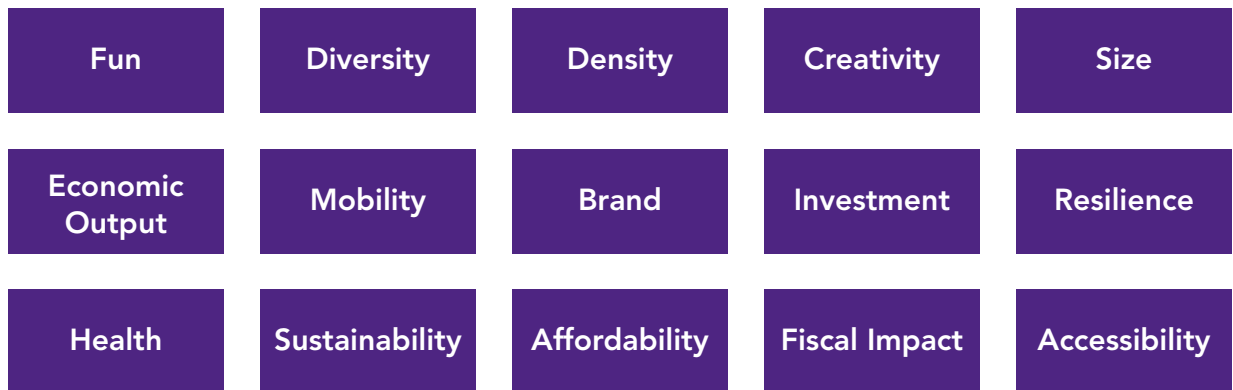 Fun
Diversity
Density
Creativity
Size
Economic
Output
Mobility
Brand
Investment
Resilience
Health
Sustainability
Affordability
Fiscal Impact
Accessibility